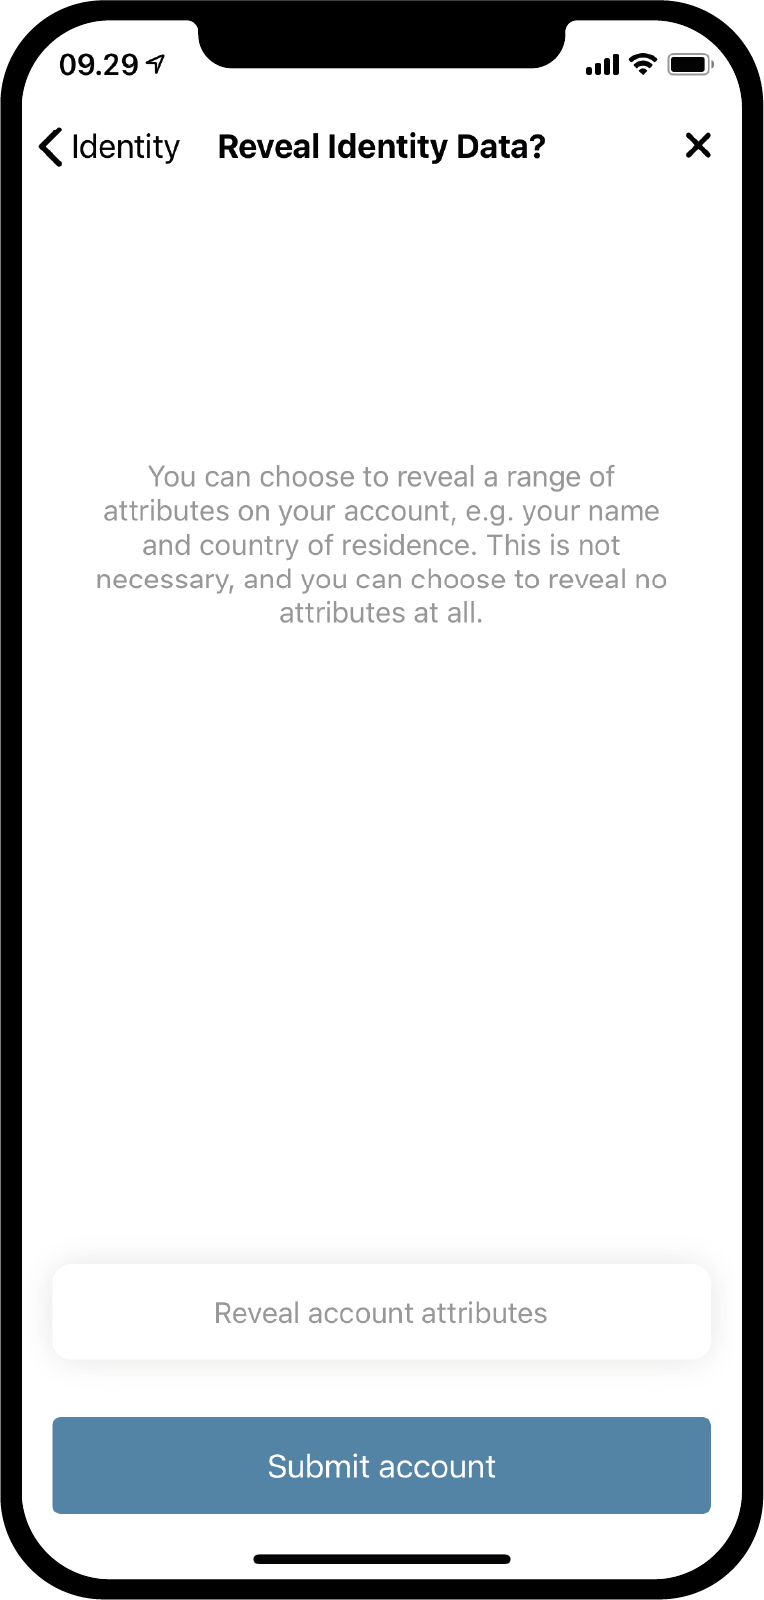 09.29
Identity Reveal Identity Data?
You can choose to reveal a range of
attributes on your account, e.g. your name
and country of residence. This is not
necessary, and you can choose to reveal no
attributes at all.
Reveal account attributes
Submit account